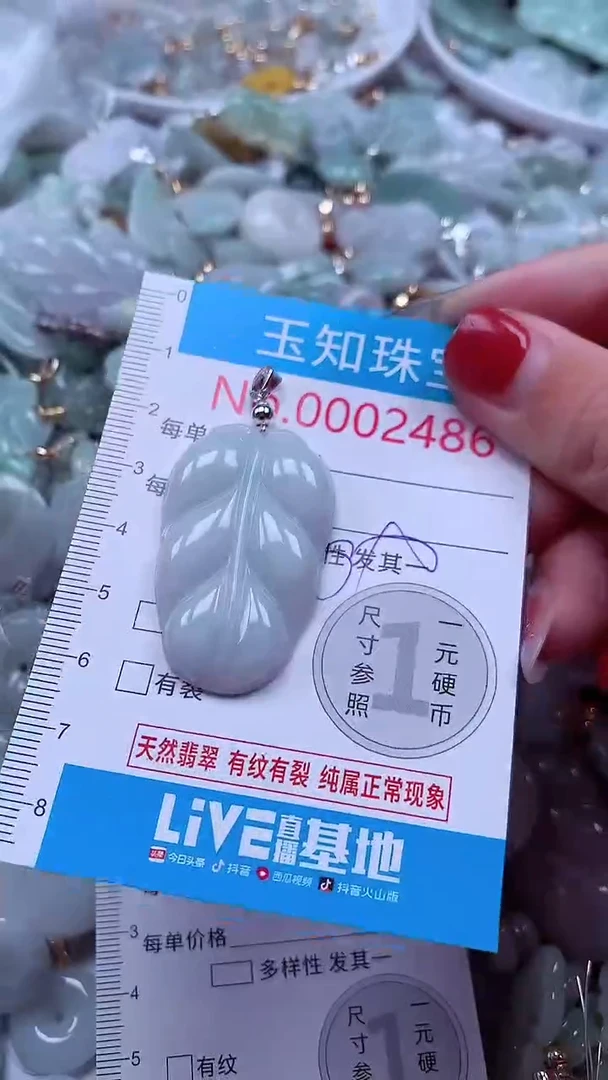 0
1
2
3
4
5
6
7
8
玉知珠宝
No.0002486
每单
每
性 发其一
尺寸参照
1
一元硬币
有裂
天然翡翠 有纹有裂 纯属正常现象
LiVE直播基地
头条 今日头条 抖音 西瓜视频 抖音火山版
3
每单价格
4
多样性 发其一
尺寸参
1
一元硬
5
有纹